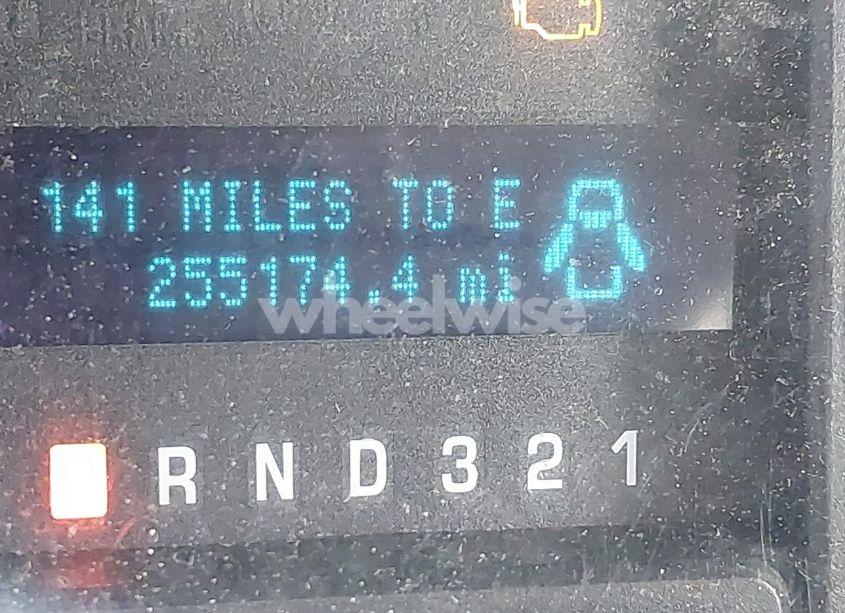 141 MILES TO E
255174.4 mi
wheelwise
R N D 3 2 1